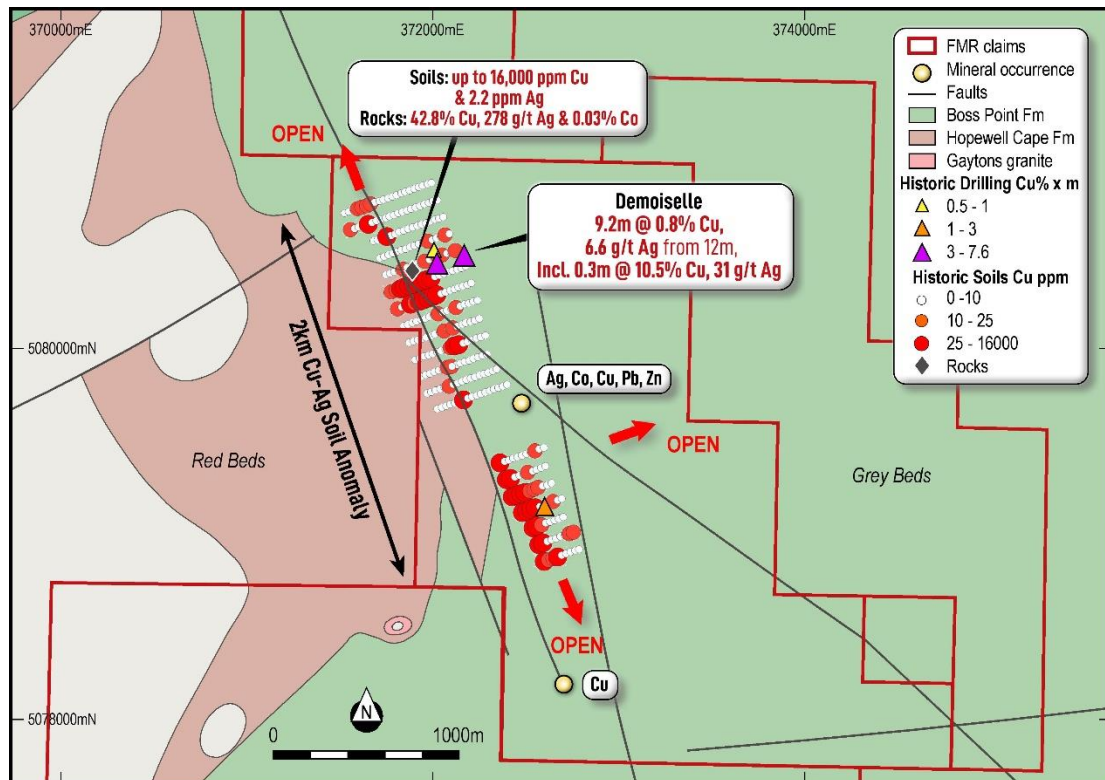 370000mE
372000mE
374000mE
FMR claims
Mineral occurrence
Faults
Boss Point Fm
Hopewell Cape Fm
Gaytons granite
Historic Drilling Cu% x m
0.5 - 1
1 - 3
3 - 7.6
Historic Soils Cu ppm
0 -10
10 - 25
25 - 16000
Rocks
Soils: up to 16,000 ppm Cu
& 2.2 ppm Ag
Rocks: 42.8% Cu, 278 g/t Ag & 0.03% Co
OPEN
Demoiselle
9.2m @ 0.8% Cu,
6.6 g/t Ag from 12m,
Incl. 0.3m @ 10.5% Cu, 31 g/t Ag
5080000mN
5080000mN
2km Cu-Ag Soil Anomaly
Ag, Co, Cu, Pb, Zn
OPEN
Red Beds
Grey Beds
OPEN
Cu
5078000mN
5078000mN
N
0
1000m